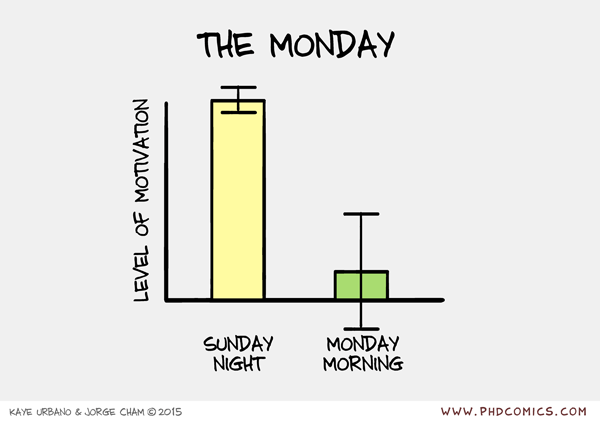 THE MONDAY
LEVEL OF MOTIVATION
SUNDAY
NIGHT
MONDAY
MORNING
KAYE URBANO & JORGE CHAM © 2015
WWW.PHDCOMICS.COM